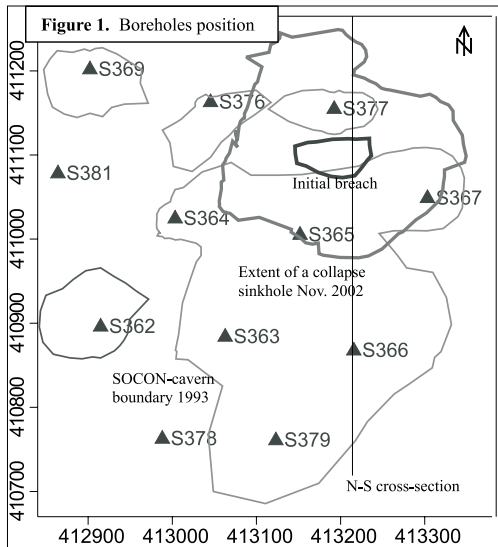 Figure 1. Boreholes position
N
411200
411100
411000
410900
410800
410700
S369
S376
S377
S381
Initial breach
S367
S364
S365
Extent of a collapse
sinkhole Nov. 2002
S362
S363
S366
SOCON-cavern
boundary 1993
S378
S379
N-S cross-section
412900 413000 413100 413200 413300